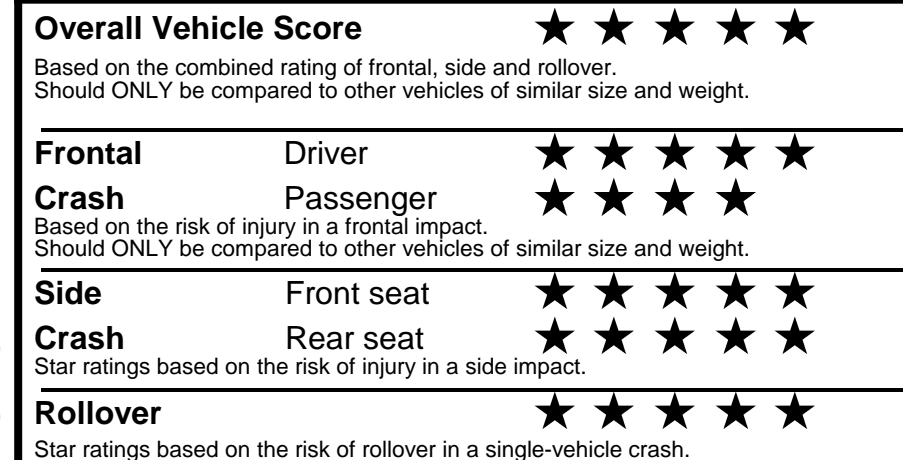 Overall Vehicle Score ★ ★ ★ ★ ★
Based on the combined rating of frontal, side and rollover.
Should ONLY be compared to other vehicles of similar size and weight.
Frontal Driver ★ ★ ★ ★ ★
Crash Passenger ★ ★ ★ ★
Based on the risk of injury in a frontal impact.
Should ONLY be compared to other vehicles of similar size and weight.
Side Front seat ★ ★ ★ ★ ★
Crash Rear seat ★ ★ ★ ★ ★
Star ratings based on the risk of injury in a side impact.
Rollover ★ ★ ★ ★ ★
Star ratings based on the risk of rollover in a single-vehicle crash.